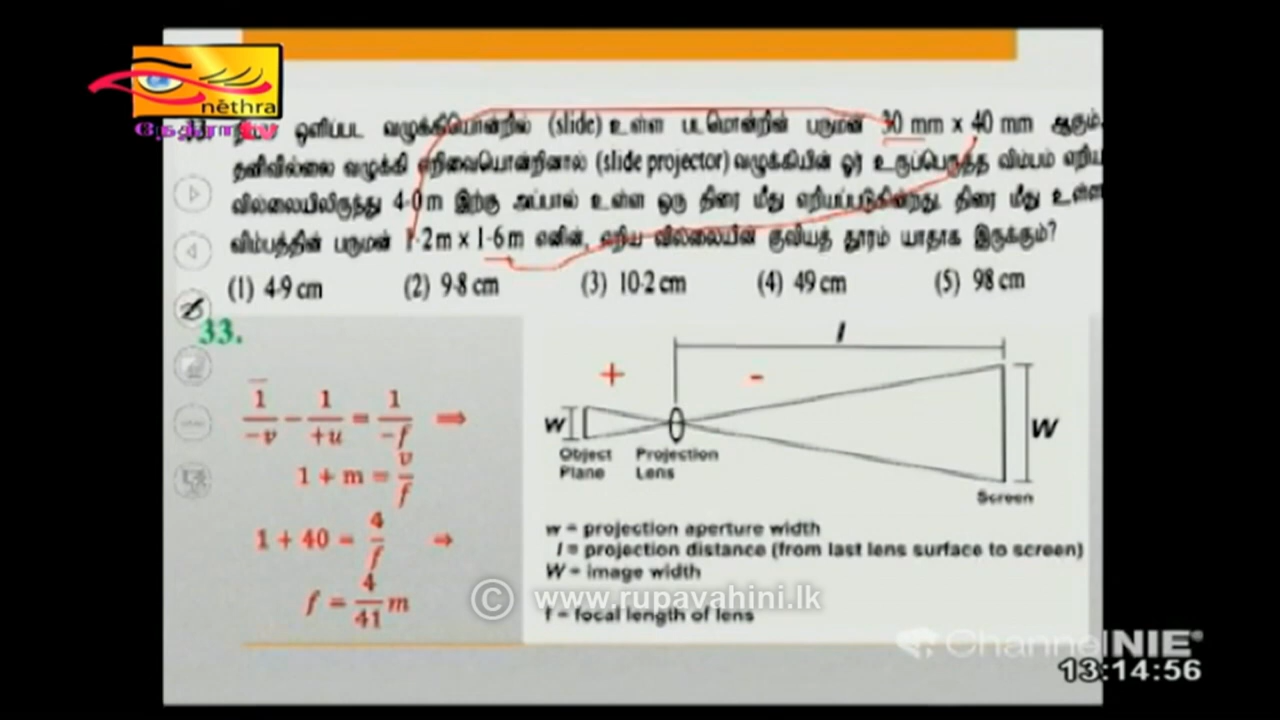 nethra
நேத்ரா tv
33. ஒளிப்பட வழுக்கியொன்றில் (slide) உள்ள படமொன்றின் பருமன் 30 mm x 40 mm ஆகும்.
தனிவில்லை வழுக்கி எறிவையொன்றினால் (slide projector) வழுக்கியின் ஓர் உருப்பெருத்த விம்பம் எறிய
வில்லையிலிருந்து 4·0 m இற்கு அப்பால் உள்ள ஒரு திரை மீது எறியப்படுகின்றது. திரை மீது உள்ள
விம்பத்தின் பருமன் 1·2m x 1·6m எனின், எறிய வில்லையின் குவியத் தூரம் யாதாக இருக்கும்?
(1) 4·9 cm (2) 9·8 cm (3) 10·2 cm (4) 49 cm (5) 98 cm
33.
l
+ -
1/-v − 1/+u = 1/-f ⟹
w W
Object Projection
Plane Lens
1 + m = v/f
Screen
w = projection aperture width
1 + 40 = 4/f ⇒
l = projection distance (from last lens surface to screen)
W = image width
f = 4/41 m
© www.rupavahini.lk
f = focal length of lens
ChannelNIE®
13:14:56